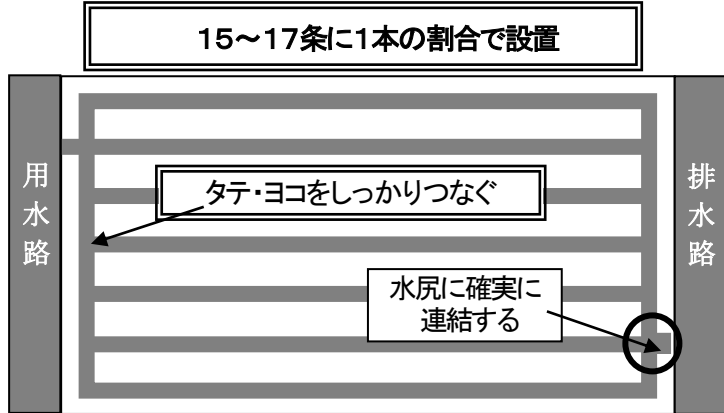 15～17条に1本の割合で設置
用水路
タテ・ヨコをしっかりつなぐ
排水路
水尻に確実に
連結する